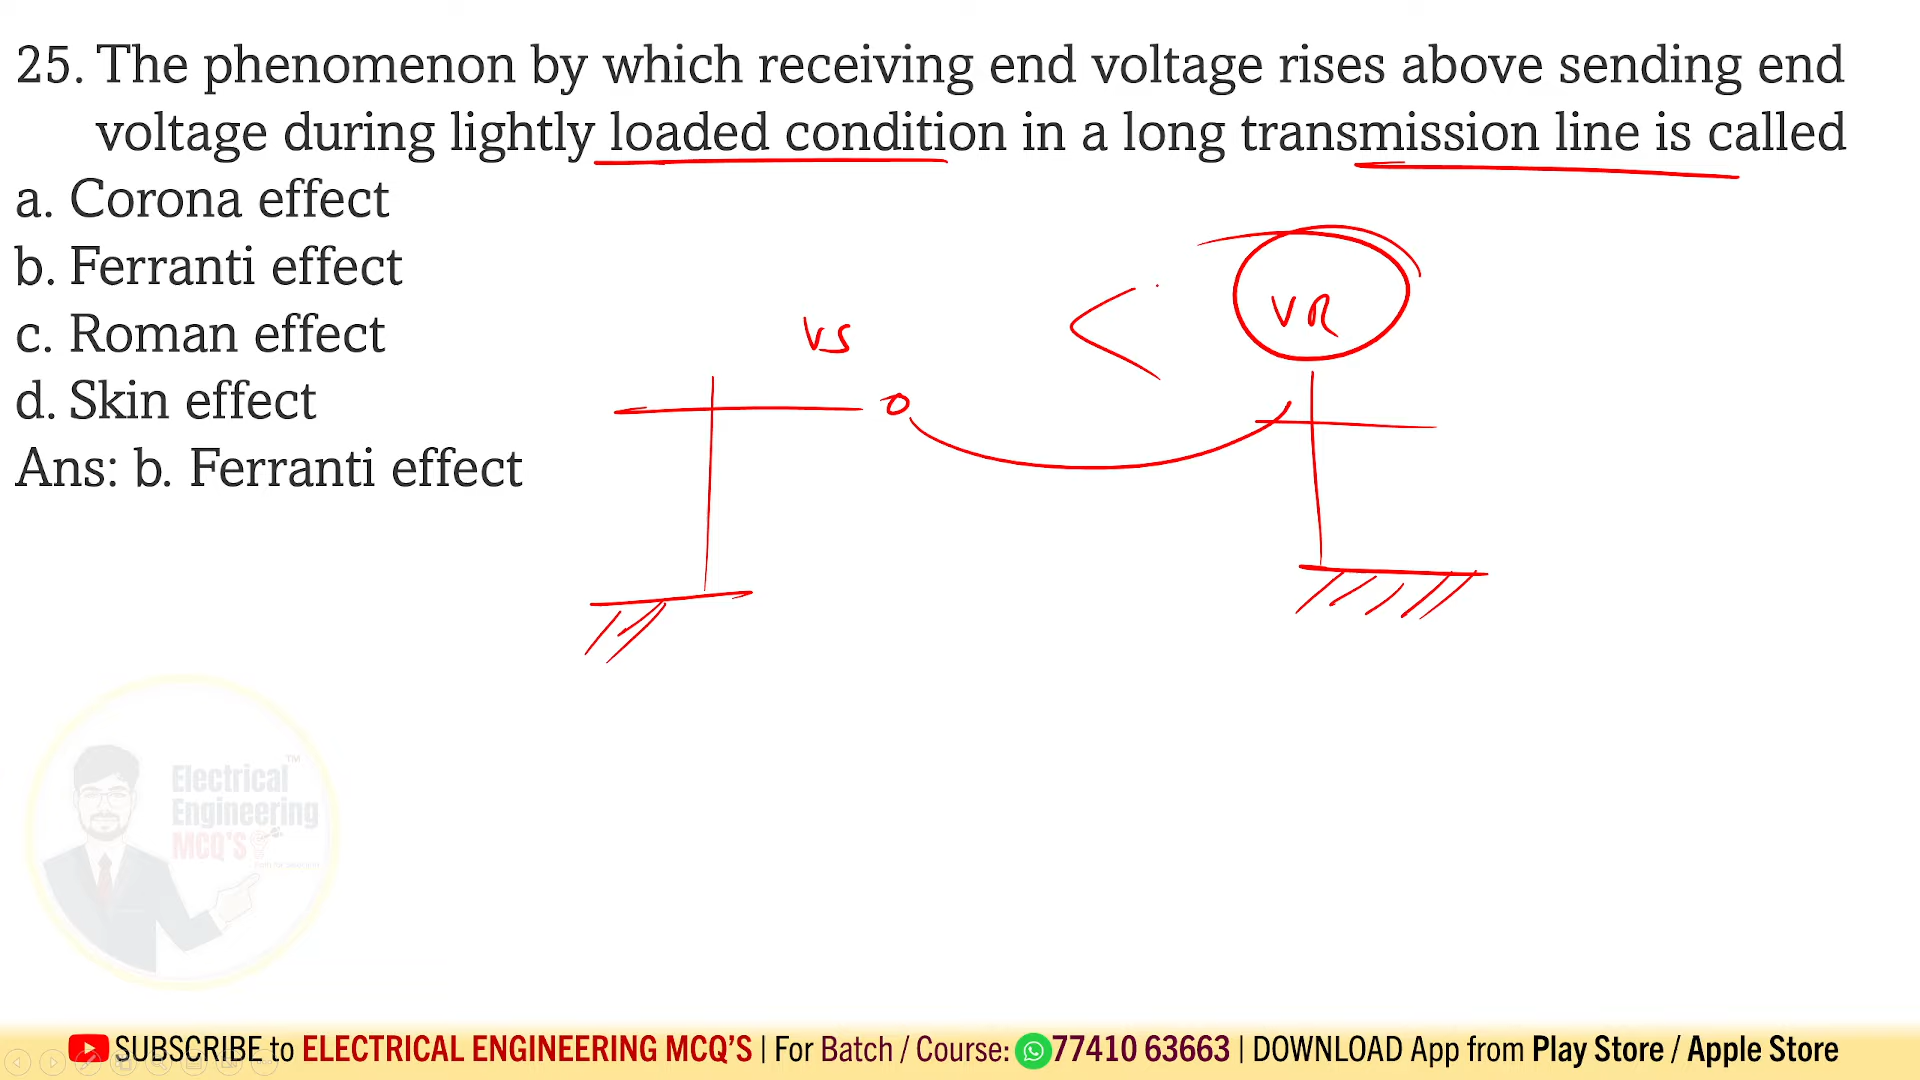 25. The phenomenon by which receiving end voltage rises above sending end
voltage during lightly loaded condition in a long transmission line is called
a. Corona effect
b. Ferranti effect
c. Roman effect
d. Skin effect
Ans: b. Ferranti effect
VS < VR
Electrical
Engineering
MCQ'S
TM
SUBSCRIBE to ELECTRICAL ENGINEERING MCQ'S | For Batch / Course: 77410 63663 | DOWNLOAD App from Play Store / Apple Store